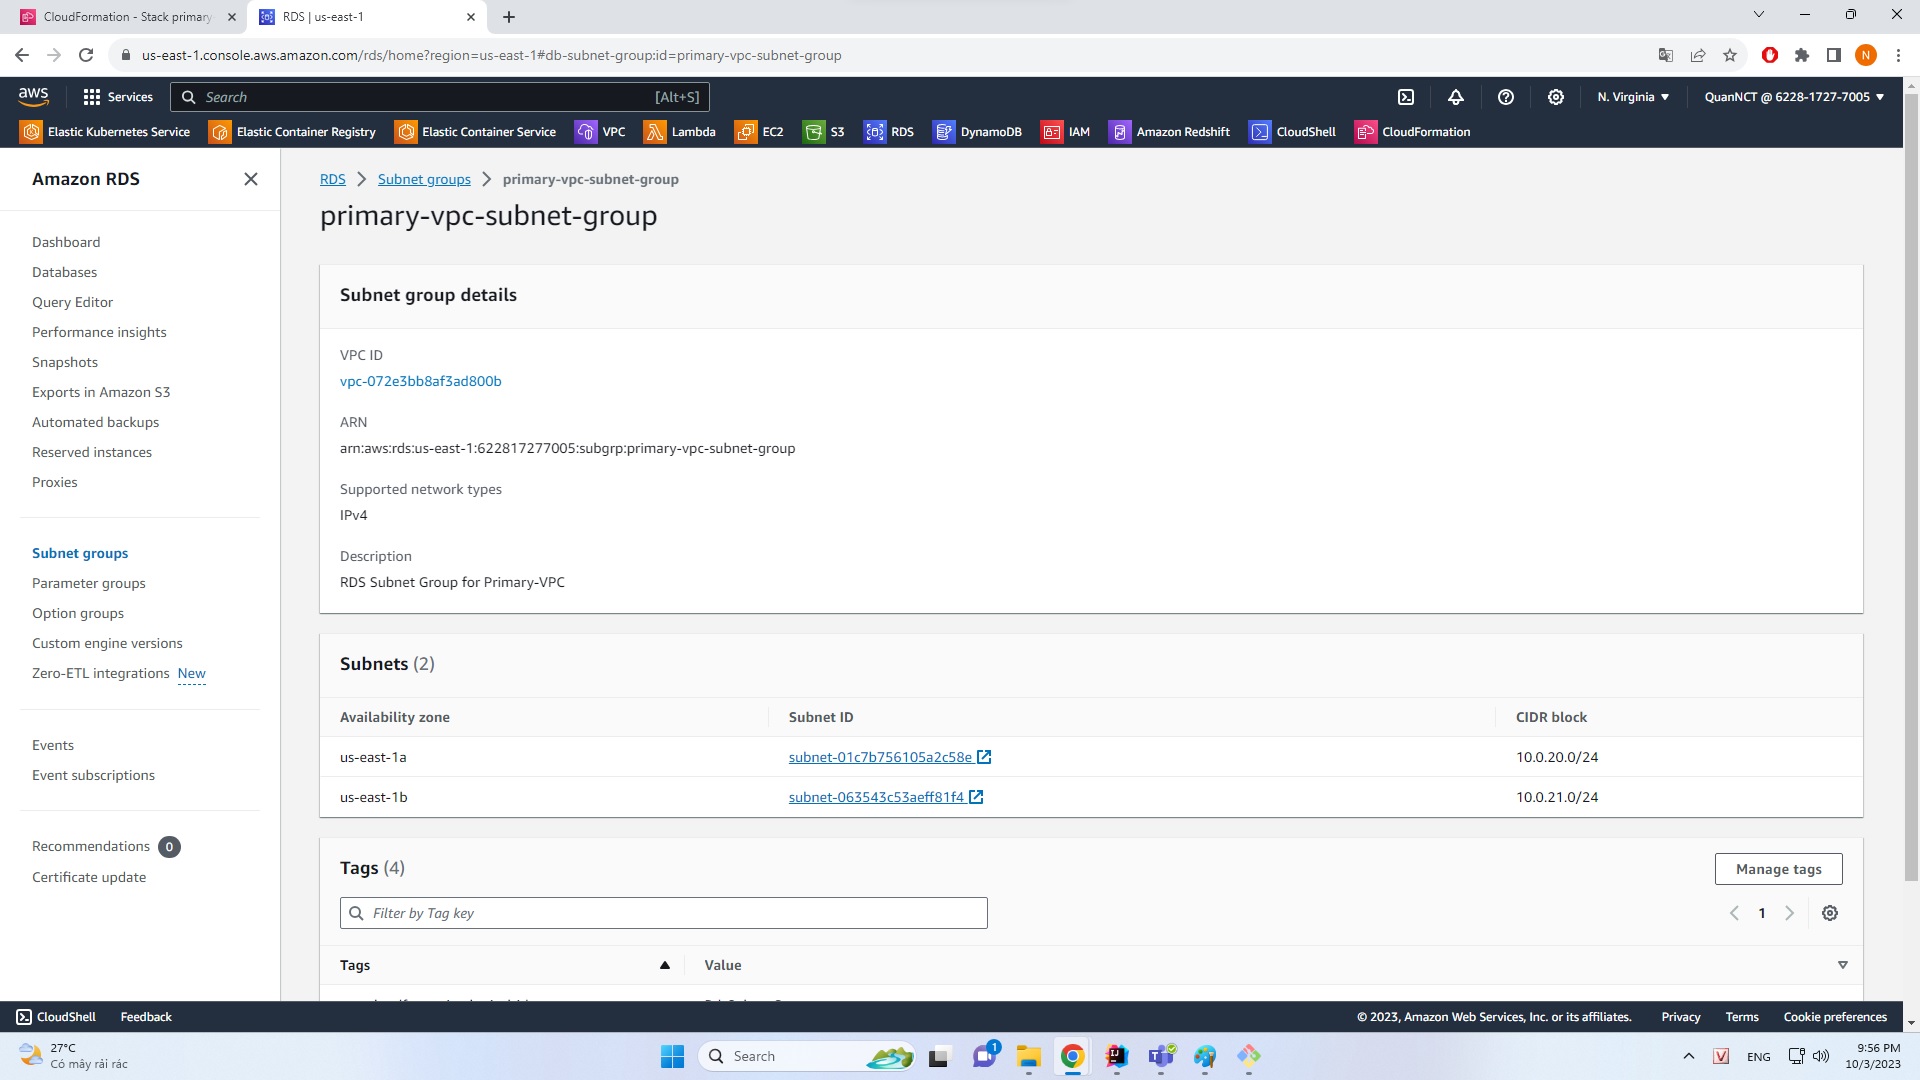 CloudFormation - Stack primary
RDS | us-east-1
us-east-1.console.aws.amazon.com/rds/home?region=us-east-1#db-subnet-group:id=primary-vpc-subnet-group
N
aws
Services
Search
[Alt+S]
N. Virginia
QuanNCT @ 6228-1727-7005
Elastic Kubernetes Service
Elastic Container Registry
Elastic Container Service
VPC
Lambda
EC2
S3
RDS
DynamoDB
IAM
Amazon Redshift
CloudShell
CloudFormation
Amazon RDS
Dashboard
Databases
Query Editor
Performance insights
Snapshots
Exports in Amazon S3
Automated backups
Reserved instances
Proxies
Subnet groups
Parameter groups
Option groups
Custom engine versions
Zero-ETL integrations New
Events
Event subscriptions
Recommendations 0
Certificate update
RDS > Subnet groups > primary-vpc-subnet-group
primary-vpc-subnet-group
Subnet group details
VPC ID
vpc-072e3bb8af3ad800b
ARN
arn:aws:rds:us-east-1:622817277005:subgrp:primary-vpc-subnet-group
Supported network types
IPv4
Description
RDS Subnet Group for Primary-VPC
Subnets (2)
Availability zone Subnet ID CIDR block
us-east-1a subnet-01c7b756105a2c58e 10.0.20.0/24
us-east-1b subnet-063543c53aeff81f4 10.0.21.0/24
Tags (4)
Manage tags
Filter by Tag key
1
Tags Value
CloudShell
Feedback
© 2023, Amazon Web Services, Inc. or its affiliates.
Privacy
Terms
Cookie preferences
27°C
Có mây rải rác
Search
1
V
ENG
9:56 PM
10/3/2023